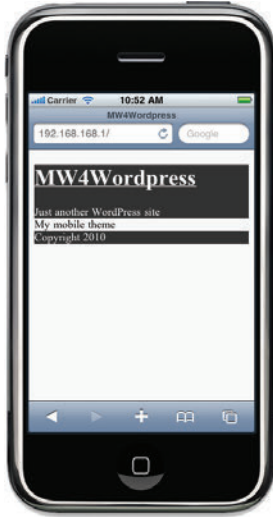 Carrier 10:52 AM
MW4Wordpress
192.168.168.1/ Google
MW4Wordpress
Just another WordPress site
My mobile theme
Copyright 2010